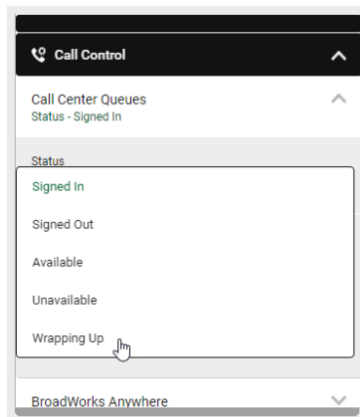 Call Control
Call Center Queues
Status - Signed In
Status
Signed In
Signed Out
Available
Unavailable
Wrapping Up
BroadWorks Anywhere